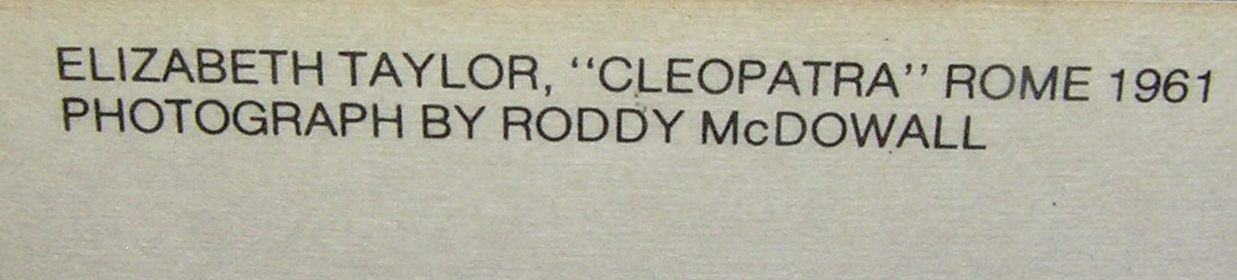 ELIZABETH TAYLOR, "CLEOPATRA" ROME 1961
PHOTOGRAPH BY RODDY McDOWALL